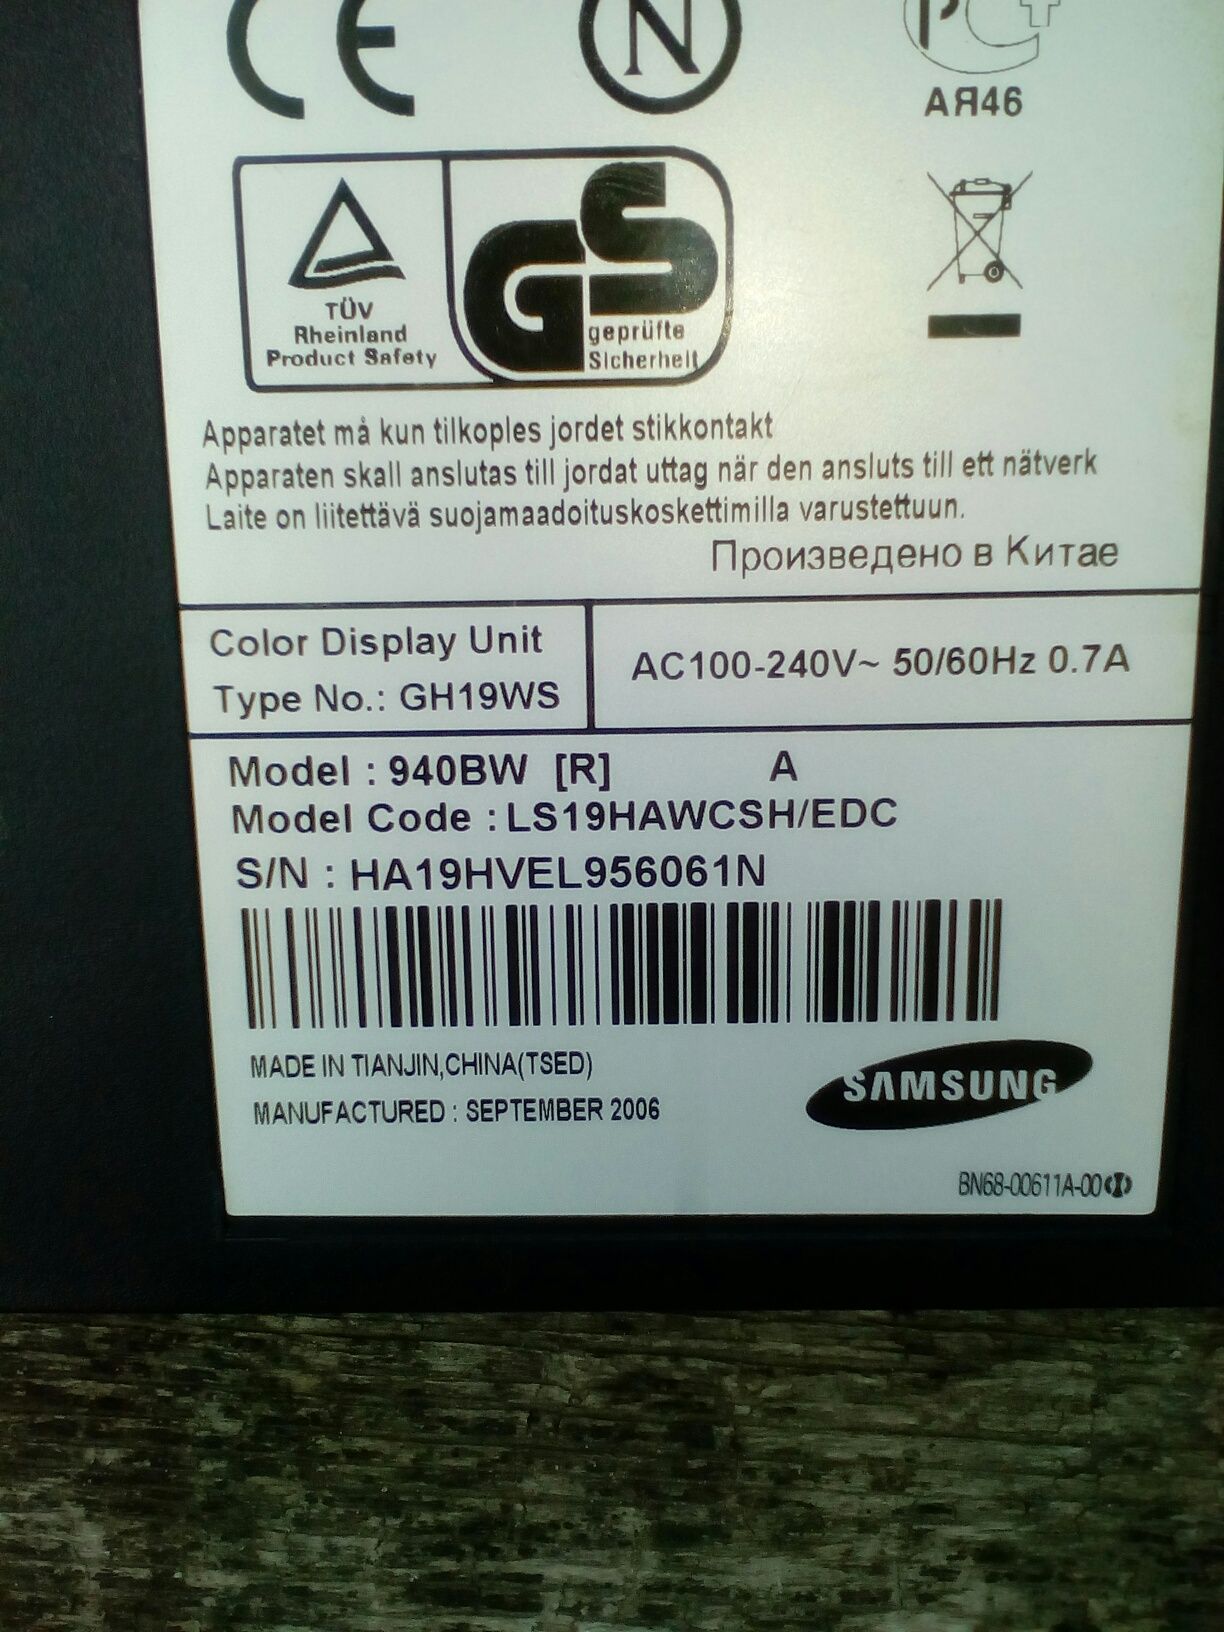 CE
N
PCT
АЯ46
TÜV
Rheinland
Product Safety
GS
geprüfte
Sicherheit
Apparatet må kun tilkoples jordet stikkontakt
Apparaten skall anslutas till jordat uttag när den ansluts till ett nätverk
Laite on liitettävä suojamaadoituskoskettimilla varustettuun.
Произведено в Китае
Color Display Unit
Type No.: GH19WS
AC100-240V~ 50/60Hz 0.7A
Model : 940BW [R] A
Model Code : LS19HAWCSH/EDC
S/N : HA19HVEL956061N
MADE IN TIANJIN,CHINA(TSED)
MANUFACTURED : SEPTEMBER 2006
SAMSUNG
BN68-00611A-00